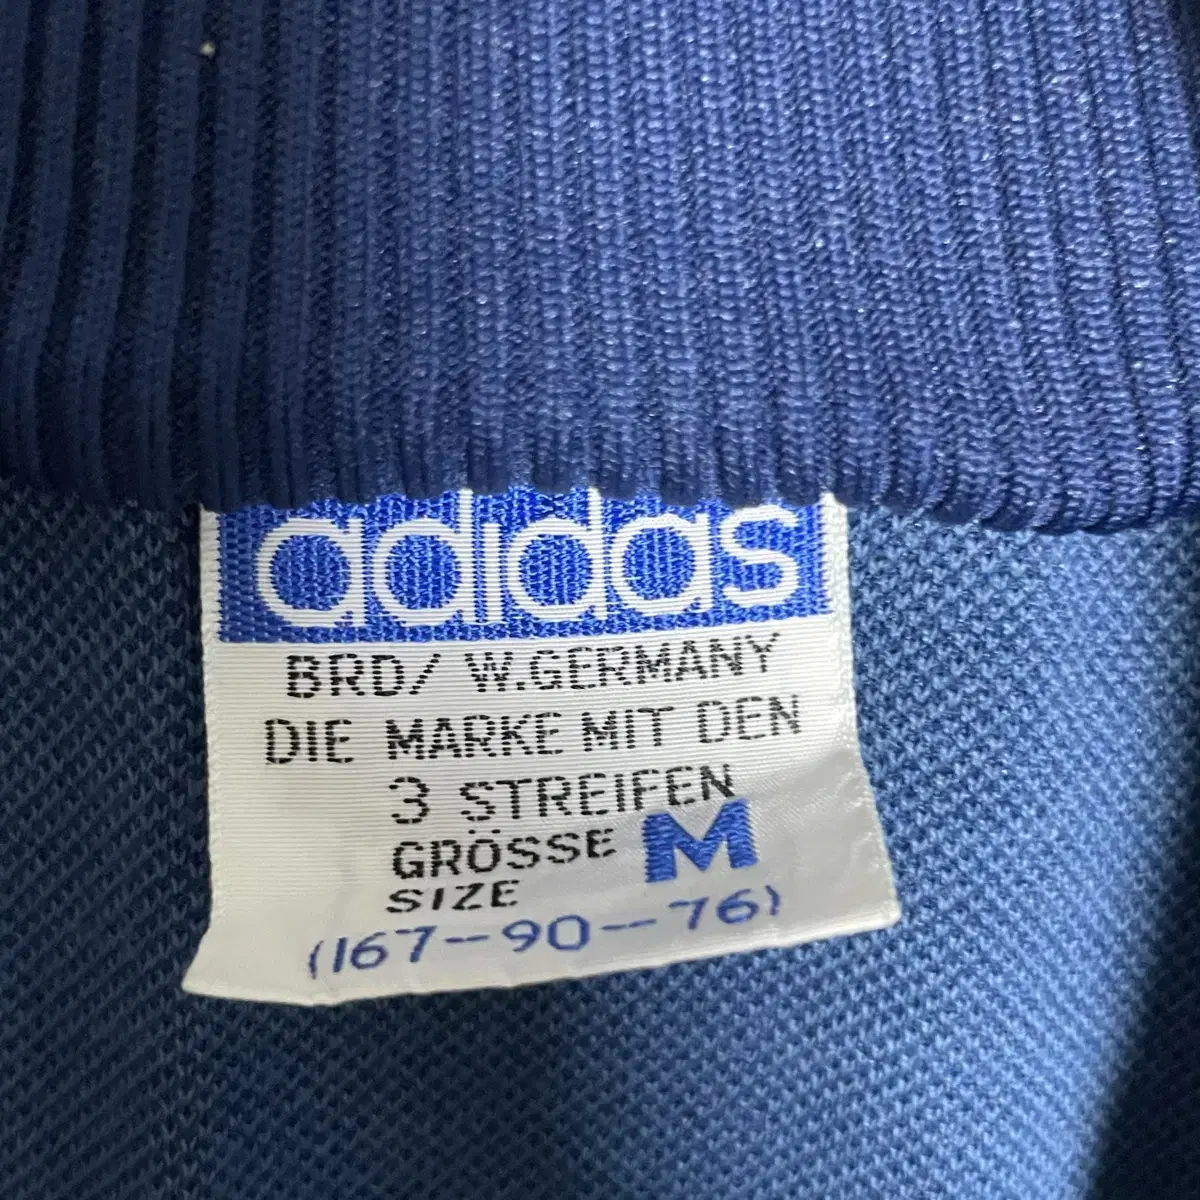 adidas
BRD/ W.GERMANY
DIE MARKE MIT DEN
3 STREIFEN
GRÖSSE M
SIZE
(167--90--76)